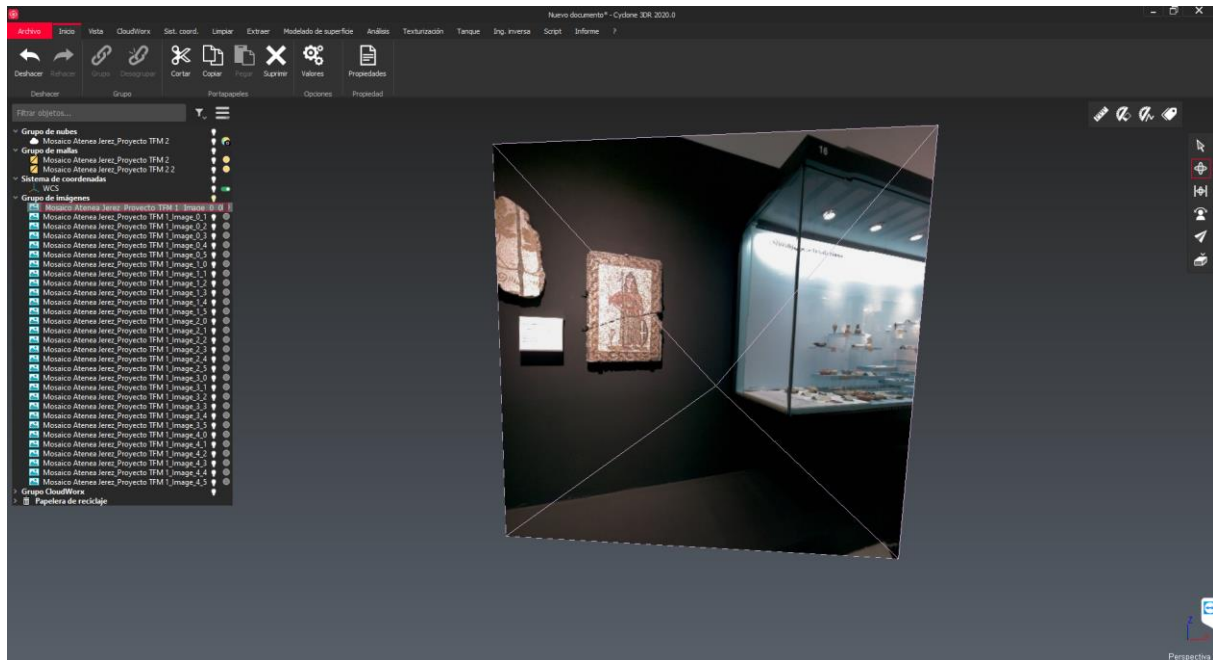 Nuevo documento* - Cyclone 3DR 2020.0
Archivo Inicio Vista CloudWorx Sist. coord. Limpiar Extraer Modelado de superficie Análisis Texturización Tanque Ing. inversa Script Informe ?
Deshacer Rehacer Grupo Desagrupar Cortar Copiar Pegar Suprimir Valores Propiedades
Deshacer Grupo Portapapeles Opciones Propiedad
Filtrar objetos...
Grupo de nubes
Mosaico Atenea Jerez_Proyecto TFM 2
Grupo de mallas
Mosaico Atenea Jerez_Proyecto TFM 2
Mosaico Atenea Jerez_Proyecto TFM 2 2
Sistema de coordenadas
WCS
Grupo de imágenes
Mosaico Atenea Jerez_Proyecto TFM 1_Image_0_0
Mosaico Atenea Jerez_Proyecto TFM 1_Image_0_1
Mosaico Atenea Jerez_Proyecto TFM 1_Image_0_2
Mosaico Atenea Jerez_Proyecto TFM 1_Image_0_3
Mosaico Atenea Jerez_Proyecto TFM 1_Image_0_4
Mosaico Atenea Jerez_Proyecto TFM 1_Image_0_5
Mosaico Atenea Jerez_Proyecto TFM 1_Image_1_0
Mosaico Atenea Jerez_Proyecto TFM 1_Image_1_1
Mosaico Atenea Jerez_Proyecto TFM 1_Image_1_2
Mosaico Atenea Jerez_Proyecto TFM 1_Image_1_3
Mosaico Atenea Jerez_Proyecto TFM 1_Image_1_4
Mosaico Atenea Jerez_Proyecto TFM 1_Image_1_5
Mosaico Atenea Jerez_Proyecto TFM 1_Image_2_0
Mosaico Atenea Jerez_Proyecto TFM 1_Image_2_1
Mosaico Atenea Jerez_Proyecto TFM 1_Image_2_2
Mosaico Atenea Jerez_Proyecto TFM 1_Image_2_3
Mosaico Atenea Jerez_Proyecto TFM 1_Image_2_4
Mosaico Atenea Jerez_Proyecto TFM 1_Image_2_5
Mosaico Atenea Jerez_Proyecto TFM 1_Image_3_0
Mosaico Atenea Jerez_Proyecto TFM 1_Image_3_1
Mosaico Atenea Jerez_Proyecto TFM 1_Image_3_2
Mosaico Atenea Jerez_Proyecto TFM 1_Image_3_3
Mosaico Atenea Jerez_Proyecto TFM 1_Image_3_4
Mosaico Atenea Jerez_Proyecto TFM 1_Image_3_5
Mosaico Atenea Jerez_Proyecto TFM 1_Image_4_0
Mosaico Atenea Jerez_Proyecto TFM 1_Image_4_1
Mosaico Atenea Jerez_Proyecto TFM 1_Image_4_2
Mosaico Atenea Jerez_Proyecto TFM 1_Image_4_3
Mosaico Atenea Jerez_Proyecto TFM 1_Image_4_4
Mosaico Atenea Jerez_Proyecto TFM 1_Image_4_5
Grupo CloudWorx
Papelera de reciclaje
16
Z
Perspectiva